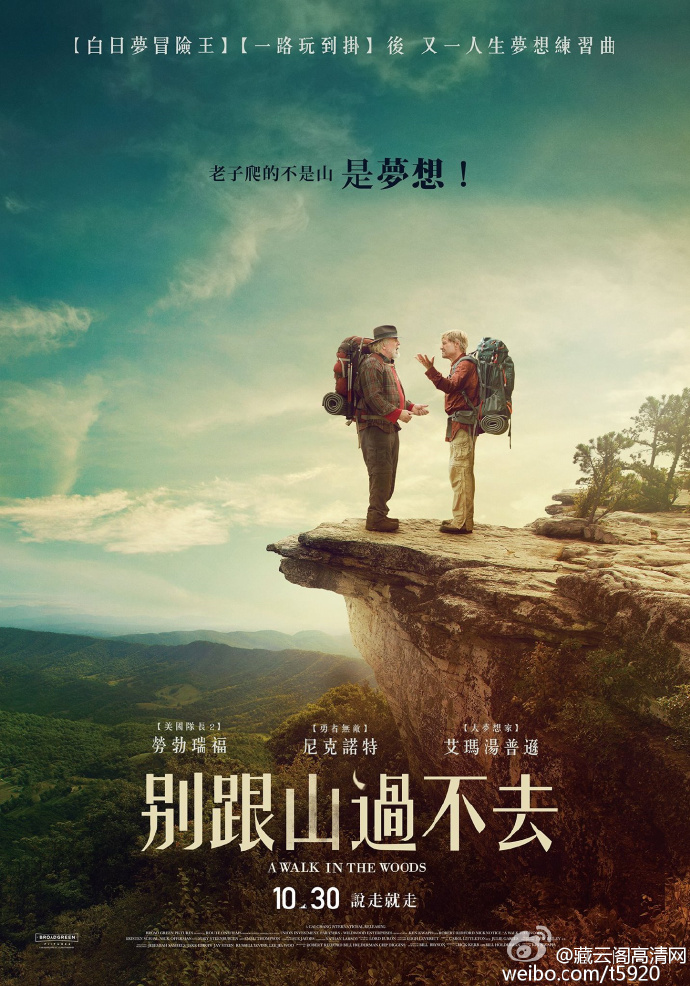 【白日夢冒險王】【一路玩到掛】後 又一人生夢想練習曲
老子爬的不是山 是夢想！
【美國隊長2】 【勇者無敵】 【大夢想家】
勞勃瑞福 尼克諾特 艾瑪湯普遜
別跟山過不去
A WALK IN THE WOODS
10.30 說走就走
BROADGREEN
PICTURES
@藏云阁高清网
weibo.com/t5920